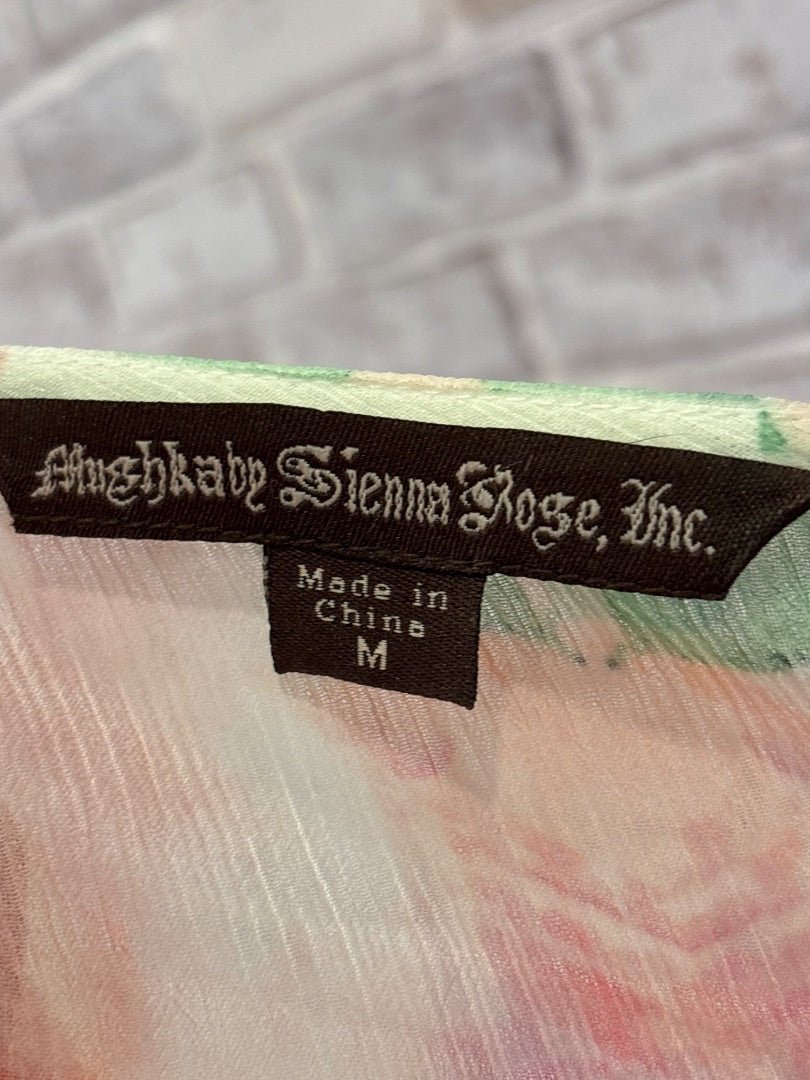 Mushkaby Sienna Rose, Inc.
Made in
China
M